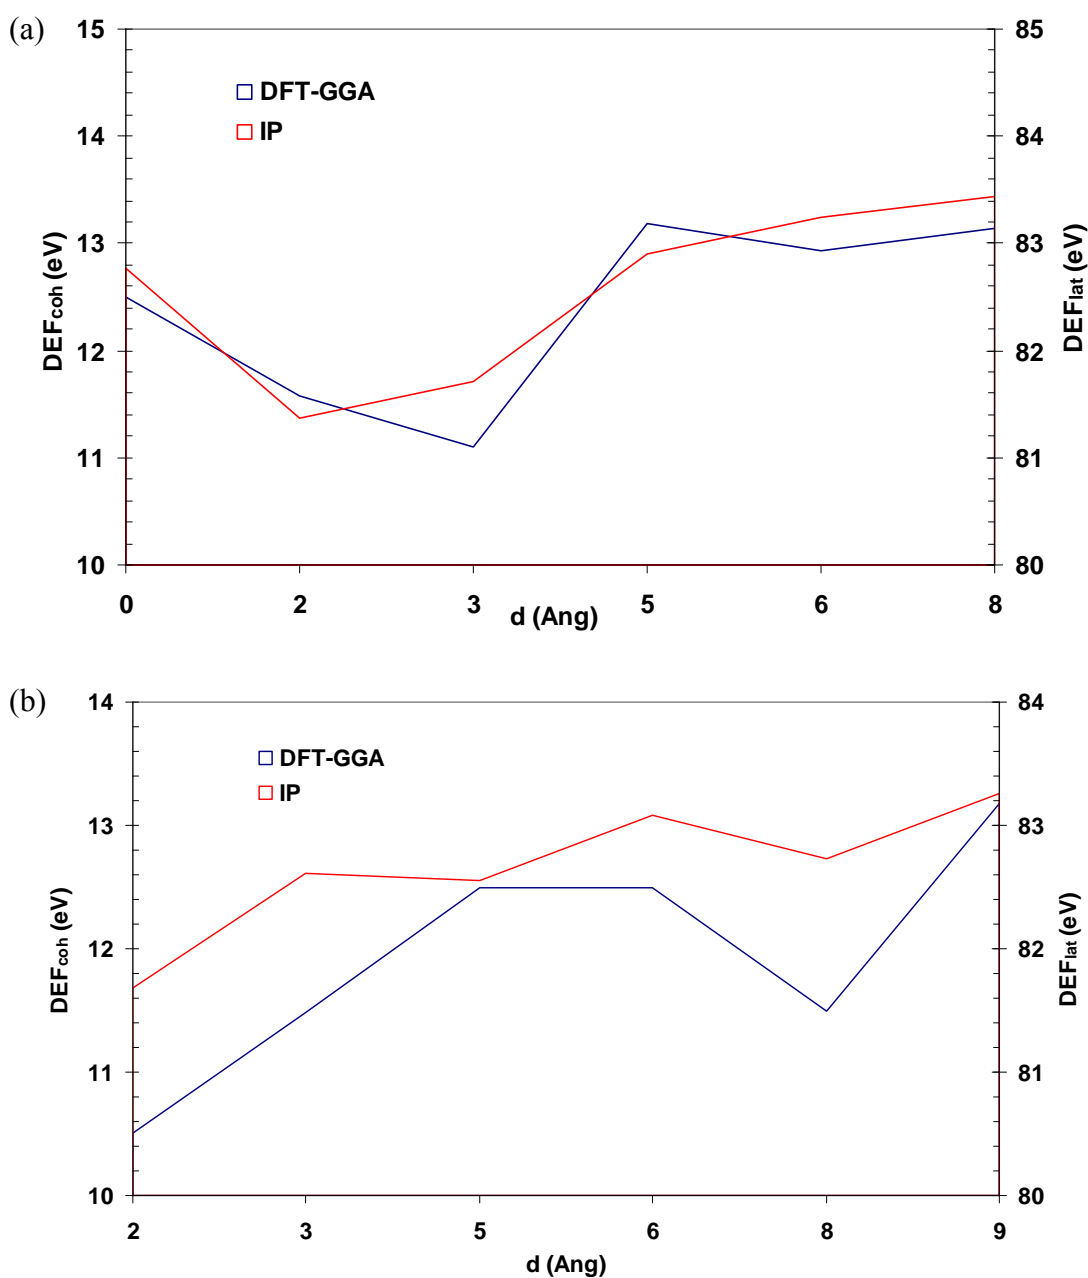 (a)
15
14
13
12
11
10
DEFcoh (eV)
DFT-GGA
IP
85
84
83
82
81
80
DEFlat (eV)
0 2 3 5 6 8
d (Ang)
(b)
14
13
12
11
10
DEFcoh (eV)
DFT-GGA
IP
84
83
82
81
80
DEFlat (eV)
2 3 5 6 8 9
d (Ang)